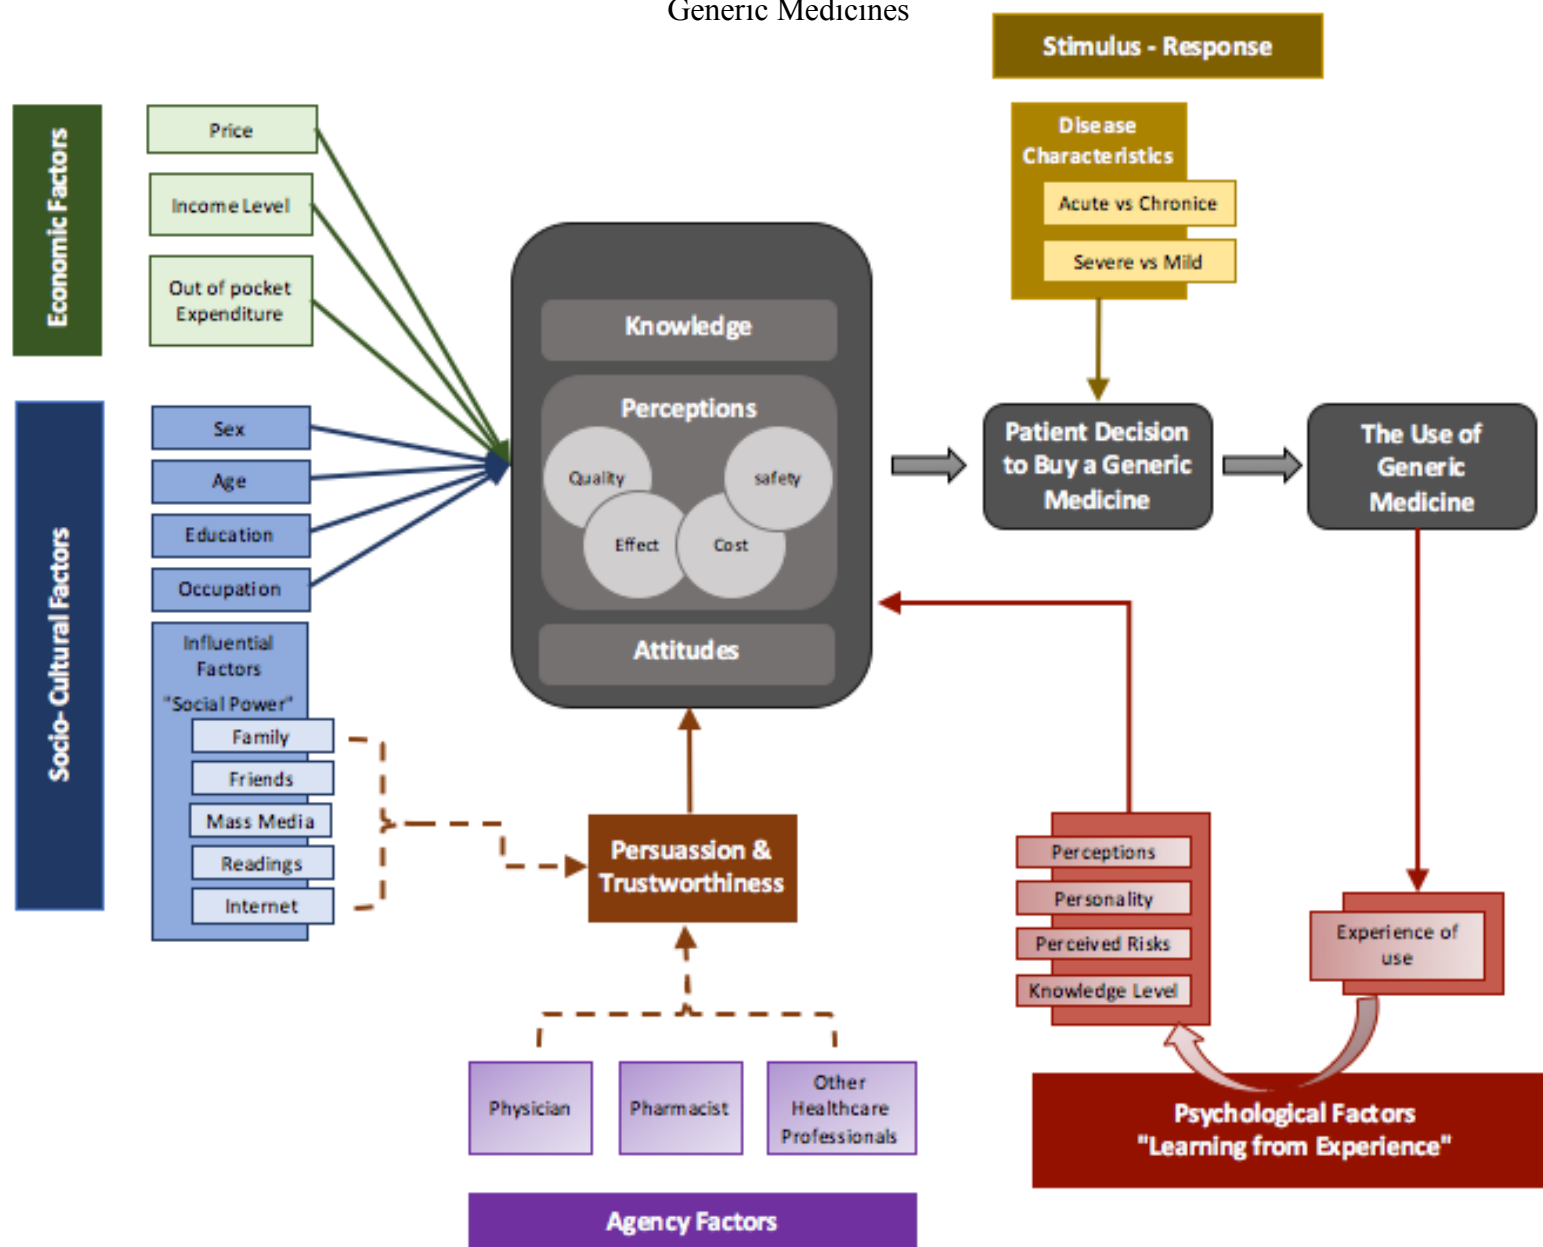 Generic Medicines
Stimulus - Response
Economic Factors
Price
Income Level
Out of pocket
Expenditure
Disease
Characteristics
Acute vs Chronice
Severe vs Mild
Socio- Cultural Factors
Sex
Age
Education
Occupation
Influential
Factors
"Social Power"
Family
Friends
Mass Media
Readings
Internet
Knowledge
Perceptions
Quality
safety
Effect
Cost
Attitudes
Patient Decision
to Buy a Generic
Medicine
The Use of
Generic
Medicine
Persuassion &
Trustworthiness
Perceptions
Personality
Perceived Risks
Knowledge Level
Experience of
use
Physician
Pharmacist
Other
Healthcare
Professionals
Psychological Factors
"Learning from Experience"
Agency Factors